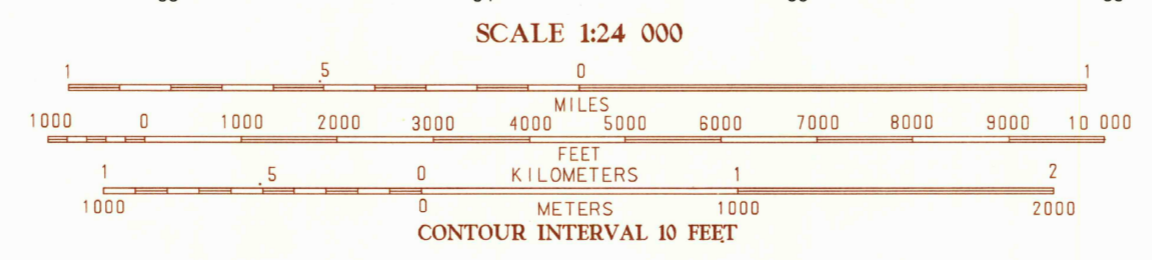 SCALE 1:24 000
1 .5 0 1
MILES
1000 0 1000 2000 3000 4000 5000 6000 7000 8000 9000 10 000
FEET
1 .5 0 KILOMETERS 1 2
1000 0 METERS 1000 2000
CONTOUR INTERVAL 10 FEET